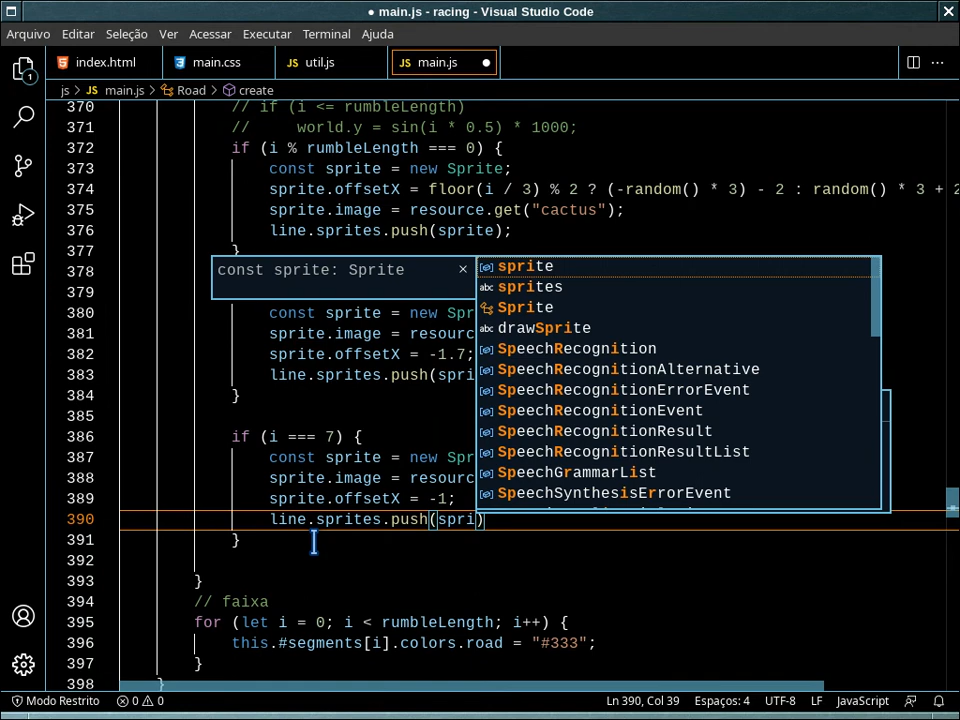 ● main.js - racing - Visual Studio Code
Arquivo Editar Seleção Ver Acessar Executar Terminal Ajuda
index.html main.css JS util.js JS main.js
js > JS main.js > Road > create
370 // if (i <= rumbleLength)
371 // world.y = sin(i * 0.5) * 1000;
372 if (i % rumbleLength === 0) {
373 const sprite = new Sprite;
374 sprite.offsetX = floor(i / 3) % 2 ? (-random() * 3) - 2 : random() * 3 + 2
375 sprite.image = resource.get("cactus");
376 line.sprites.push(sprite);
377 }
378
379
const sprite: Sprite
380 const sprite = new Spr
381 sprite.image = resourc
382 sprite.offsetX = -1.7;
383 line.sprites.push(spri
384 }
385
386 if (i === 7) {
387 const sprite = new Spr
388 sprite.image = resourc
389 sprite.offsetX = -1;
390 line.sprites.push(spri)
391 }
392
393 }
394 // faixa
395 for (let i = 0; i < rumbleLength; i++) {
396 this.#segments[i].colors.road = "#333";
397 }
398 }
sprite
abc sprites
Sprite
abc drawSprite
SpeechRecognition
SpeechRecognitionAlternative
SpeechRecognitionErrorEvent
SpeechRecognitionEvent
SpeechRecognitionResult
SpeechRecognitionResultList
SpeechGrammarList
SpeechSynthesisErrorEvent
1
Modo Restrito 0 0 Ln 390, Col 39 Espaços: 4 UTF-8 LF JavaScript